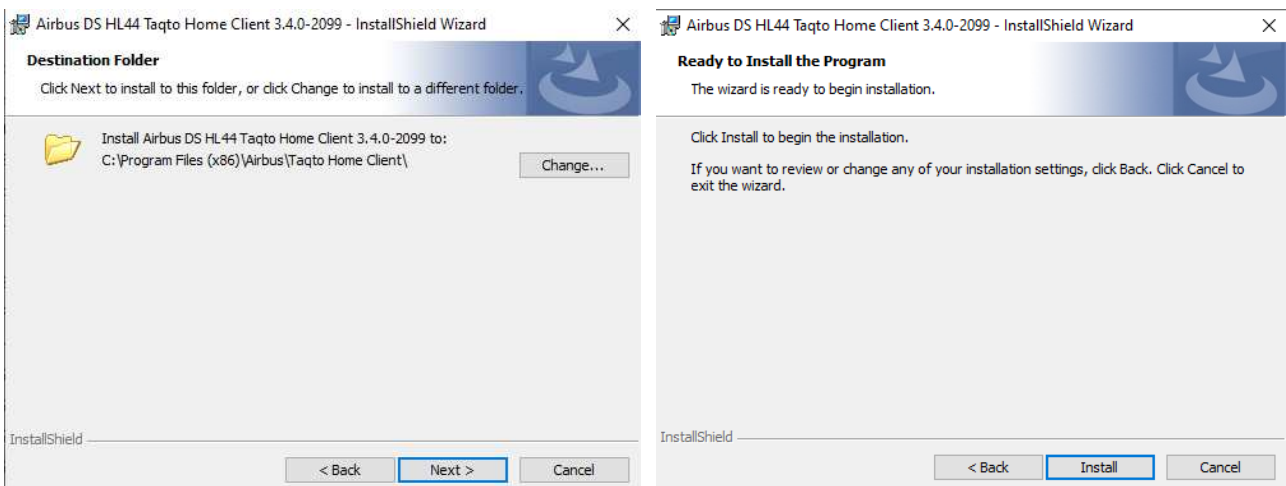 Airbus DS HL44 Taqto Home Client 3.4.0-2099 - InstallShield Wizard
Destination Folder
Click Next to install to this folder, or click Change to install to a different folder.
Install Airbus DS HL44 Taqto Home Client 3.4.0-2099 to:
C:\Program Files (x86)\Airbus\Taqto Home Client\
Change...
InstallShield
< Back
Next >
Cancel
Airbus DS HL44 Taqto Home Client 3.4.0-2099 - InstallShield Wizard
Ready to Install the Program
The wizard is ready to begin installation.
Click Install to begin the installation.
If you want to review or change any of your installation settings, click Back. Click Cancel to
exit the wizard.
InstallShield
< Back
Install
Cancel